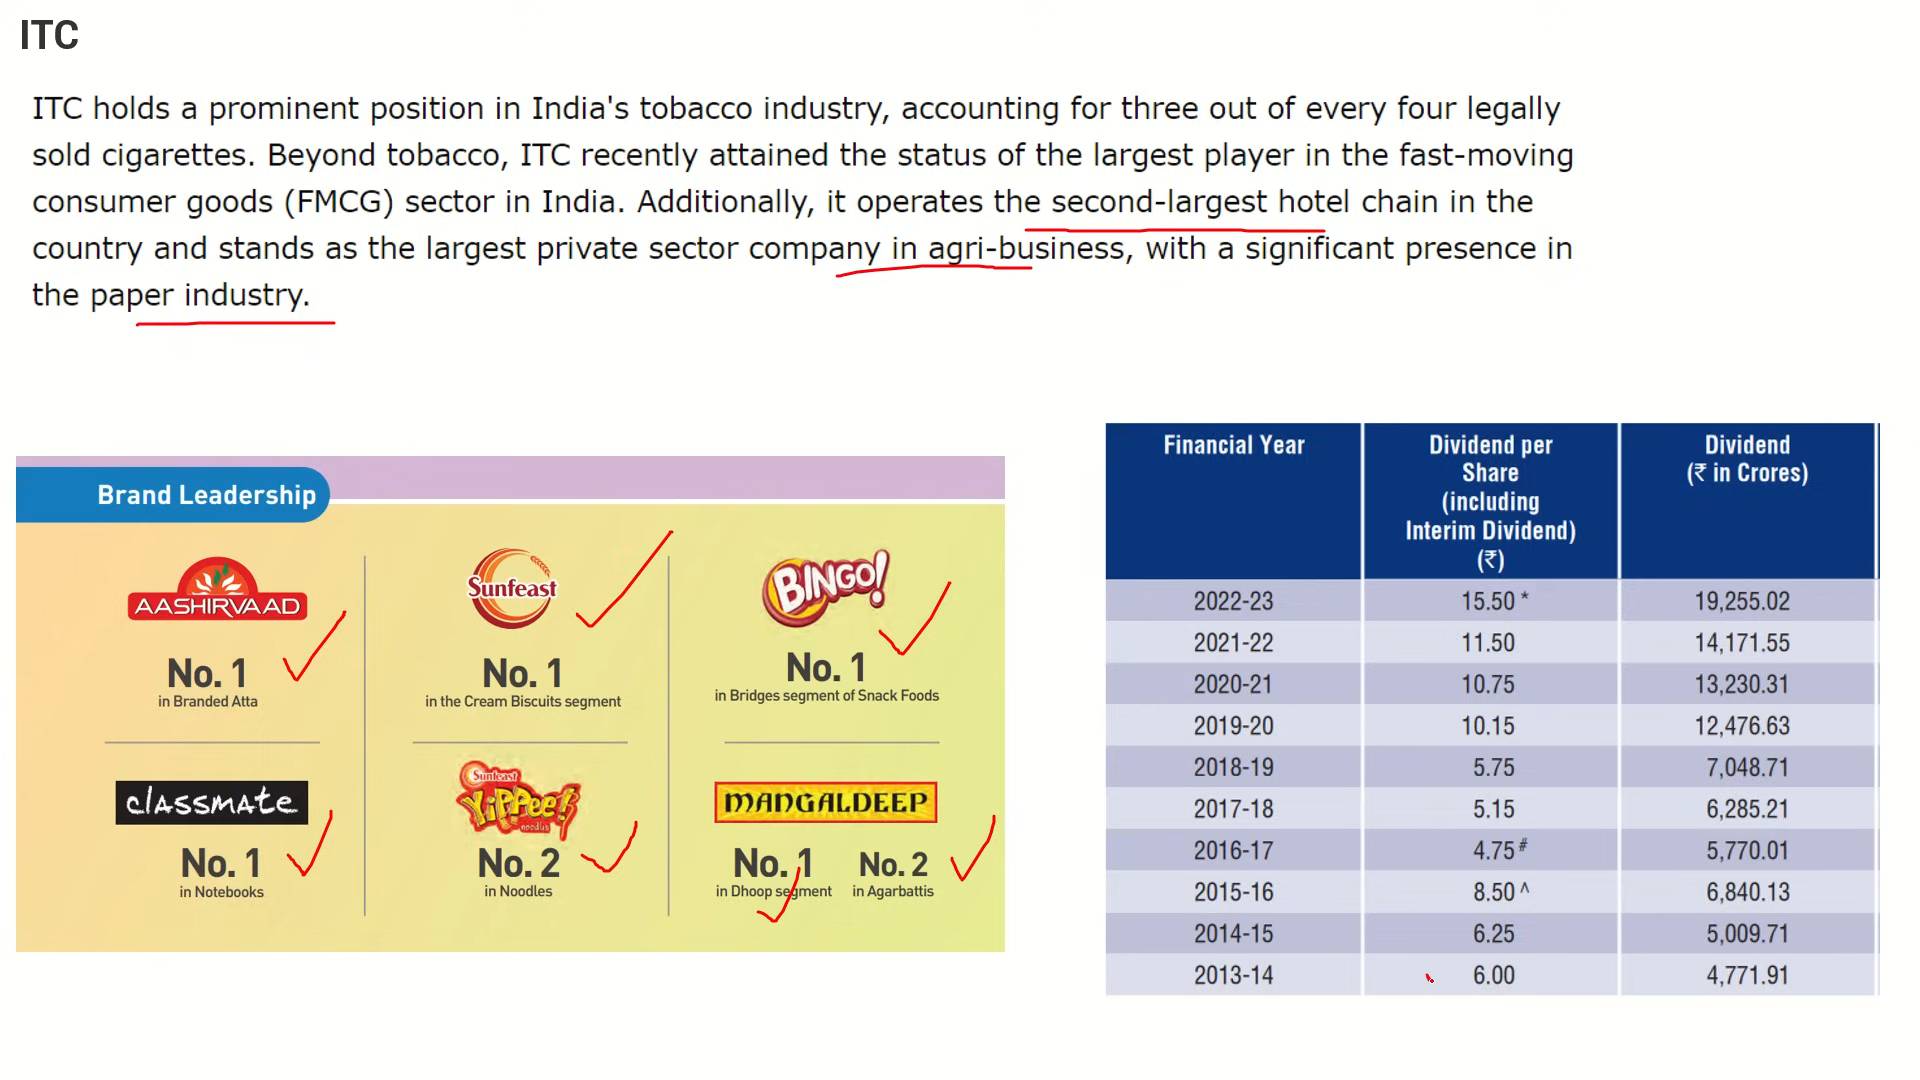 ITC
ITC holds a prominent position in India's tobacco industry, accounting for three out of every four legally
sold cigarettes. Beyond tobacco, ITC recently attained the status of the largest player in the fast-moving
consumer goods (FMCG) sector in India. Additionally, it operates the second-largest hotel chain in the
country and stands as the largest private sector company in agri-business, with a significant presence in
the paper industry.
Brand Leadership
AASHIRVAAD
No. 1
in Branded Atta
Sunfeast
No. 1
in the Cream Biscuits segment
BINGO!
No. 1
in Bridges segment of Snack Foods
classmate
No. 1
in Notebooks
Sunfeast
YiPPee!
noodles
No. 2
in Noodles
MANGALDEEP
No. 1
in Dhoop segment
No. 2
in Agarbattis
Financial Year
Dividend per
Share
(including
Interim Dividend)
(₹)
Dividend
(₹ in Crores)
2022-23 15.50 * 19,255.02
2021-22 11.50 14,171.55
2020-21 10.75 13,230.31
2019-20 10.15 12,476.63
2018-19 5.75 7,048.71
2017-18 5.15 6,285.21
2016-17 4.75 # 5,770.01
2015-16 8.50 ^ 6,840.13
2014-15 6.25 5,009.71
2013-14 6.00 4,771.91